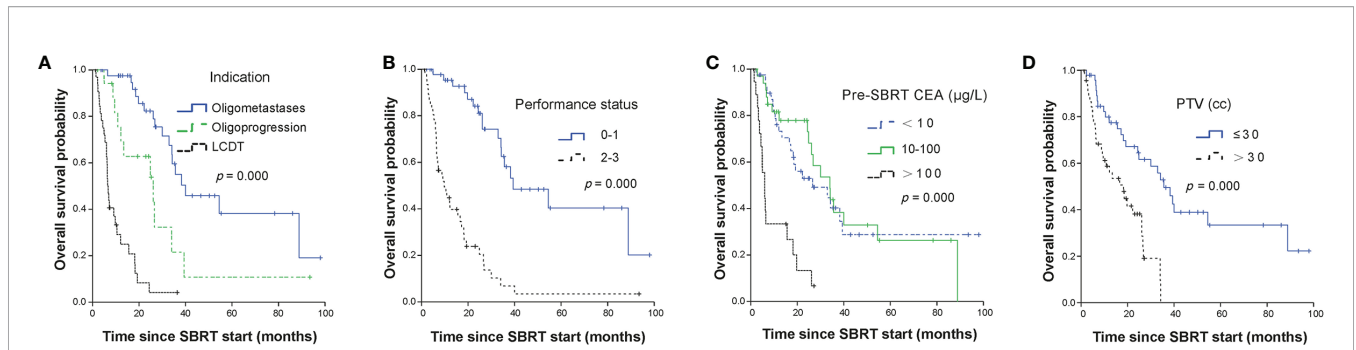 A
Overall survival probability
1.0
0.8
0.6
0.4
0.2
0.0
0 20 40 60 80 100
Time since SBRT start (months)
Indication
Oligometastases
Oligoprogression
LCDT
p = 0.000
B
Overall survival probability
1.0
0.8
0.6
0.4
0.2
0.0
0 20 40 60 80 100
Time since SBRT start (months)
Performance status
0-1
2-3
p = 0.000
C
Overall survival probability
1.0
0.8
0.6
0.4
0.2
0.0
0 20 40 60 80 100
Time since SBRT start (months)
Pre-SBRT CEA (μg/L)
<10
10-100
>100
p = 0.000
D
Overall survival probability
1.0
0.8
0.6
0.4
0.2
0.0
0 20 40 60 80 100
Time since SBRT start (months)
PTV (cc)
≤30
>30
p = 0.000